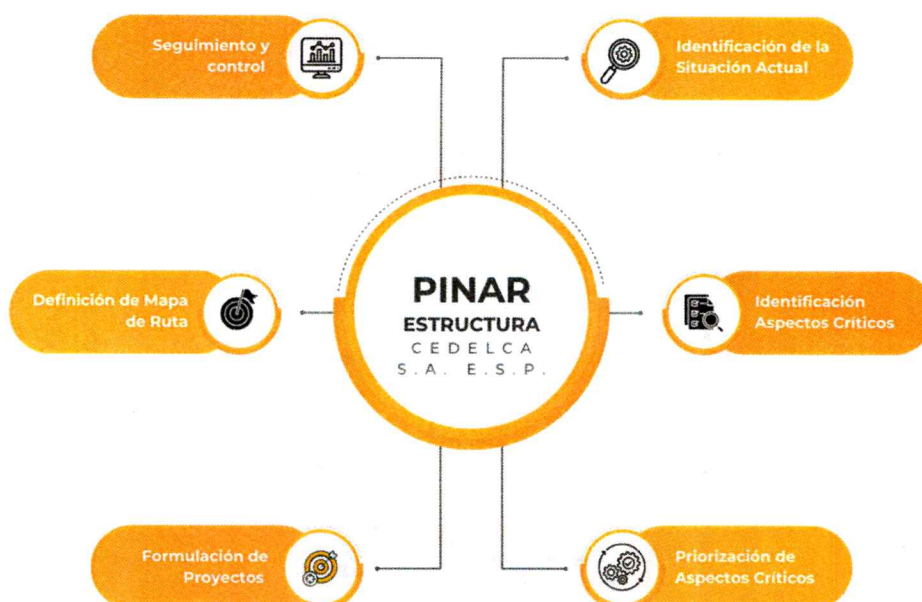 Seguimiento y
control
Identificación de la
Situación Actual
Definición de Mapa
de Ruta
PINAR
ESTRUCTURA
CEDELCA
S.A. E.S.P.
Identificación
Aspectos Críticos
Formulación de
Proyectos
Priorización de
Aspectos Críticos